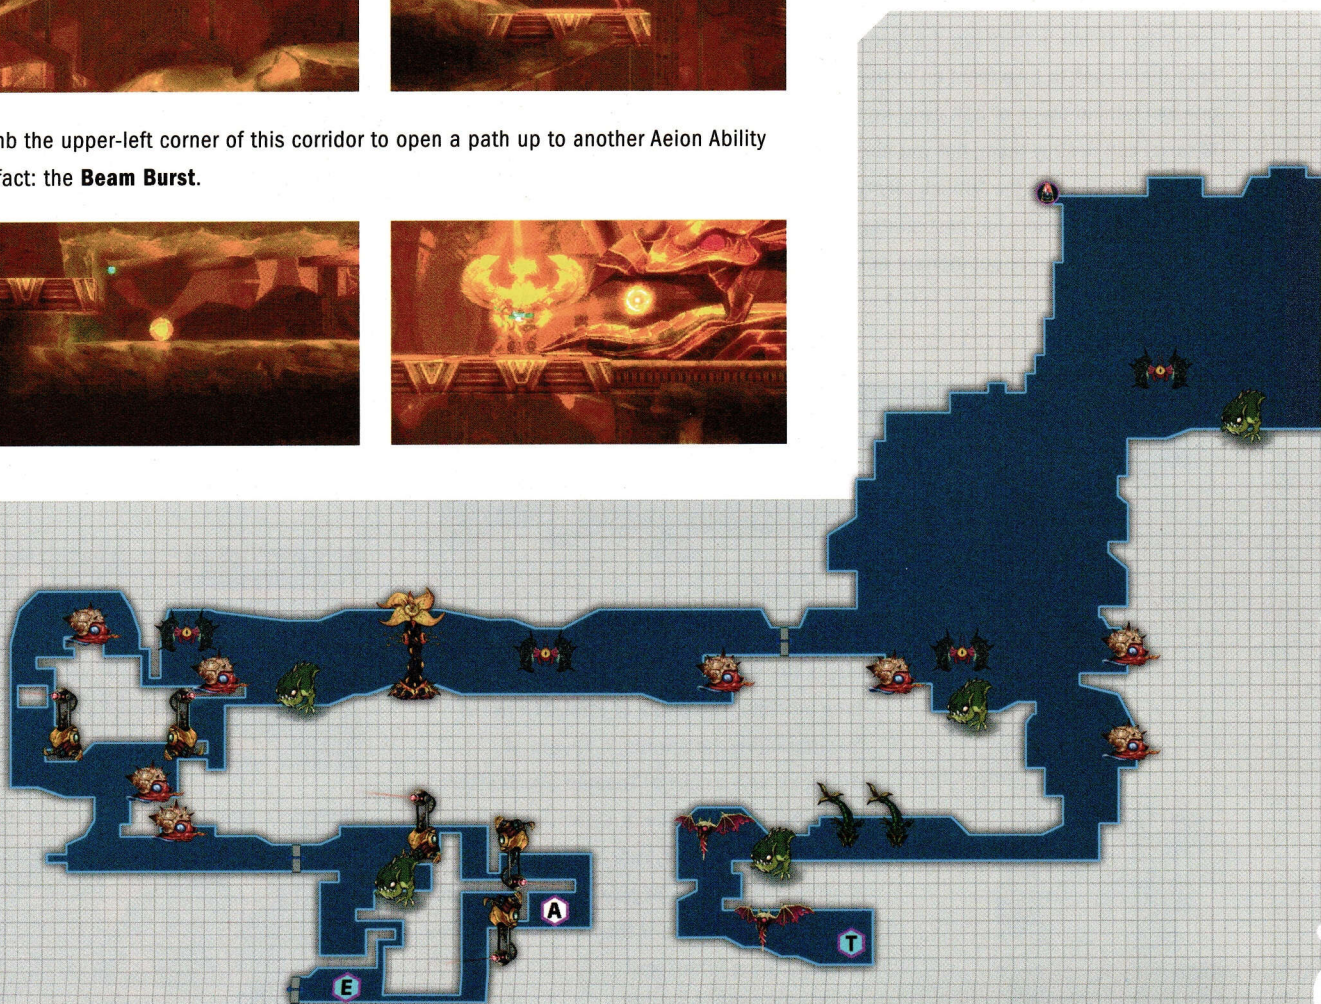 nb the upper-left corner of this corridor to open a path up to another Aeion Ability
fact: the Beam Burst.
A
T
E